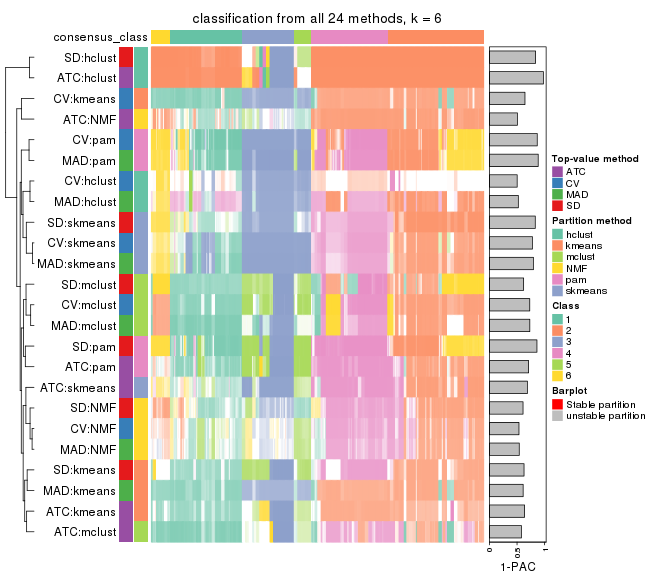 classification from all 24 methods, k = 6
consensus_class
SD:hclust
ATC:hclust
CV:kmeans
ATC:NMF
CV:pam
MAD:pam
CV:hclust
MAD:hclust
SD:skmeans
CV:skmeans
MAD:skmeans
SD:mclust
CV:mclust
MAD:mclust
SD:pam
ATC:pam
ATC:skmeans
SD:NMF
CV:NMF
MAD:NMF
SD:kmeans
MAD:kmeans
ATC:kmeans
ATC:mclust
0
0.5
1
1-PAC
Top-value method
ATC
CV
MAD
SD
Partition method
hclust
kmeans
mclust
NMF
pam
skmeans
Class
1
2
3
4
5
6
Barplot
Stable partition
unstable partition